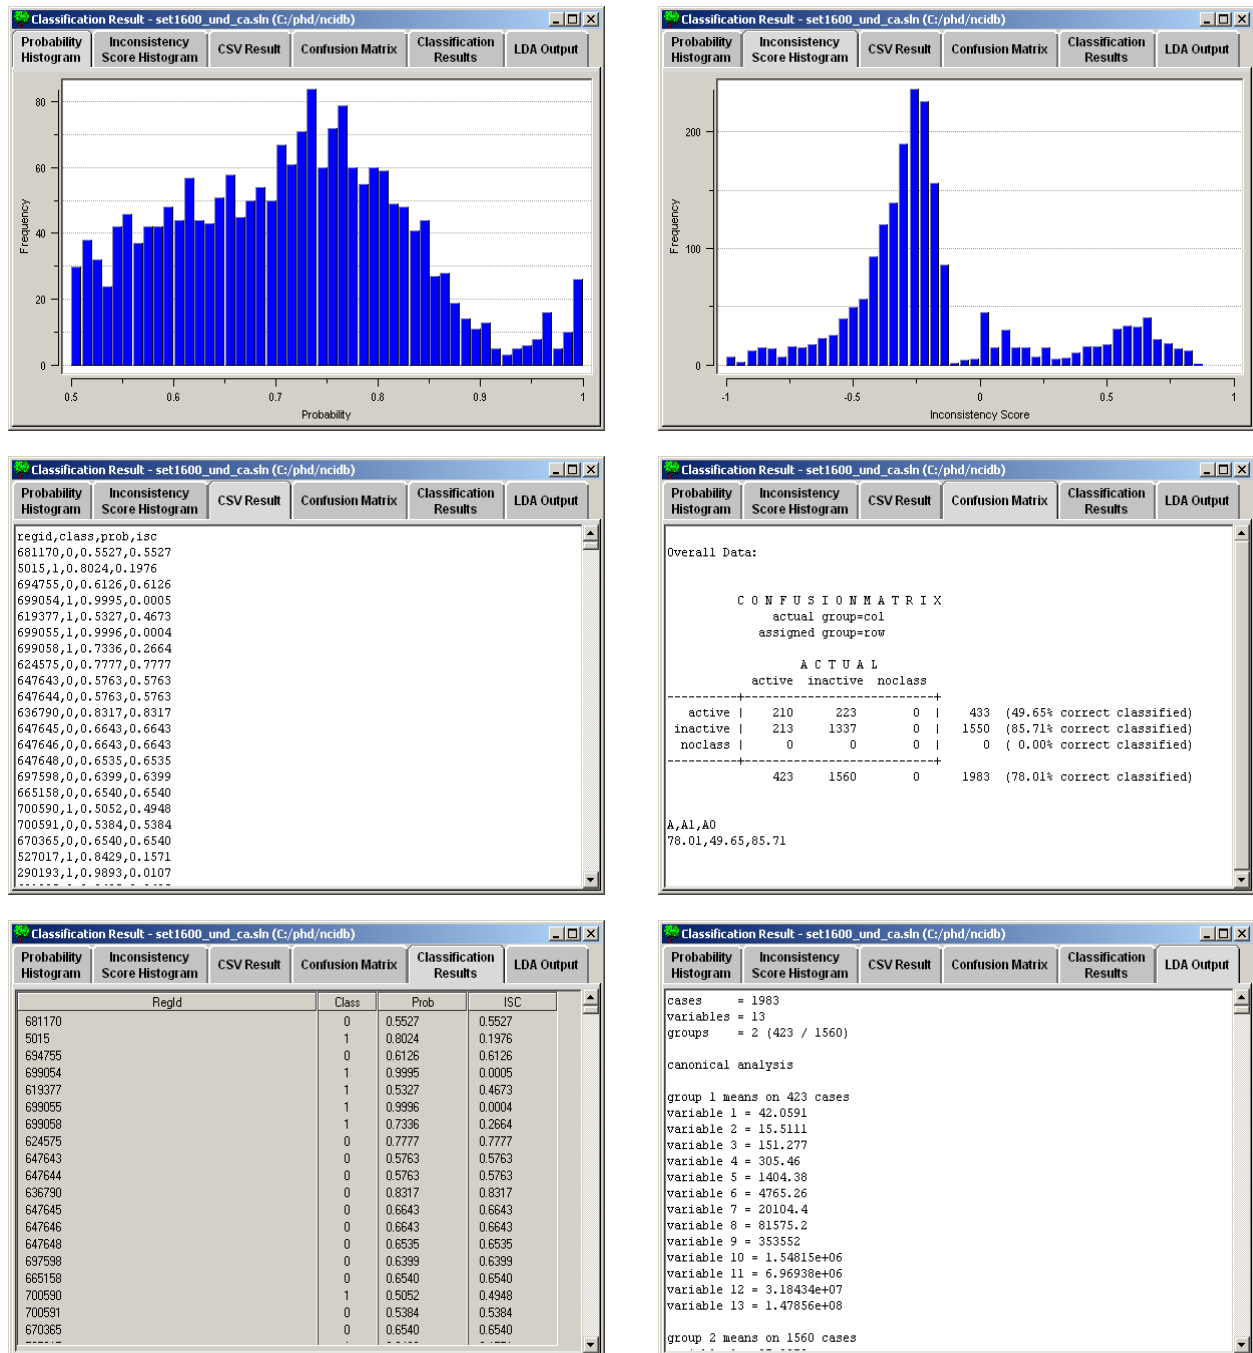 Classification Result - set1600_und_ca.sln (C:/phd/ncidb)
Probability Histogram
Inconsistency Score Histogram
CSV Result
Confusion Matrix
Classification Results
LDA Output
80
60
40
20
0
Frequency
0.5 0.6 0.7 0.8 0.9 1
Probability
Classification Result - set1600_und_ca.sln (C:/phd/ncidb)
Probability Histogram
Inconsistency Score Histogram
CSV Result
Confusion Matrix
Classification Results
LDA Output
200
100
0
Frequency
-1 -0.5 0 0.5 1
Inconsistency Score
Classification Result - set1600_und_ca.sln (C:/phd/ncidb)
Probability Histogram
Inconsistency Score Histogram
CSV Result
Confusion Matrix
Classification Results
LDA Output
regid,class,prob,isc
681170,0,0.5527,0.5527
5015,1,0.8024,0.1976
694755,0,0.6126,0.6126
699054,1,0.9995,0.0005
619377,1,0.5327,0.4673
699055,1,0.9996,0.0004
699058,1,0.7336,0.2664
624575,0,0.7777,0.7777
647643,0,0.5763,0.5763
647644,0,0.5763,0.5763
636790,0,0.8317,0.8317
647645,0,0.6643,0.6643
647646,0,0.6643,0.6643
647648,0,0.6535,0.6535
697598,0,0.6399,0.6399
665158,0,0.6540,0.6540
700590,1,0.5052,0.4948
700591,0,0.5384,0.5384
670365,0,0.6540,0.6540
527017,1,0.8429,0.1571
290193,1,0.9893,0.0107
Classification Result - set1600_und_ca.sln (C:/phd/ncidb)
Probability Histogram
Inconsistency Score Histogram
CSV Result
Confusion Matrix
Classification Results
LDA Output
Overall Data:
C O N F U S I O N M A T R I X
actual group=col
assigned group=row
A C T U A L
active inactive noclass
----------+---------------------------+
active | 210 223 0 | 433 (49.65% correct classified)
inactive | 213 1337 0 | 1550 (85.71% correct classified)
noclass | 0 0 0 | 0 ( 0.00% correct classified)
----------+---------------------------+
423 1560 0 1983 (78.01% correct classified)
A,A1,A0
78.01,49.65,85.71
Classification Result - set1600_und_ca.sln (C:/phd/ncidb)
Probability Histogram
Inconsistency Score Histogram
CSV Result
Confusion Matrix
Classification Results
LDA Output
RegId Class Prob ISC
681170 0 0.5527 0.5527
5015 1 0.8024 0.1976
694755 0 0.6126 0.6126
699054 1 0.9995 0.0005
619377 1 0.5327 0.4673
699055 1 0.9996 0.0004
699058 1 0.7336 0.2664
624575 0 0.7777 0.7777
647643 0 0.5763 0.5763
647644 0 0.5763 0.5763
636790 0 0.8317 0.8317
647645 0 0.6643 0.6643
647646 0 0.6643 0.6643
647648 0 0.6535 0.6535
697598 0 0.6399 0.6399
665158 0 0.6540 0.6540
700590 1 0.5052 0.4948
700591 0 0.5384 0.5384
670365 0 0.6540 0.6540
Classification Result - set1600_und_ca.sln (C:/phd/ncidb)
Probability Histogram
Inconsistency Score Histogram
CSV Result
Confusion Matrix
Classification Results
LDA Output
cases = 1983
variables = 13
groups = 2 (423 / 1560)
canonical analysis
group 1 means on 423 cases
variable 1 = 42.0591
variable 2 = 15.5111
variable 3 = 151.277
variable 4 = 305.46
variable 5 = 1404.38
variable 6 = 4765.26
variable 7 = 20104.4
variable 8 = 81575.2
variable 9 = 353552
variable 10 = 1.54815e+06
variable 11 = 6.96938e+06
variable 12 = 3.18434e+07
variable 13 = 1.47856e+08
group 2 means on 1560 cases